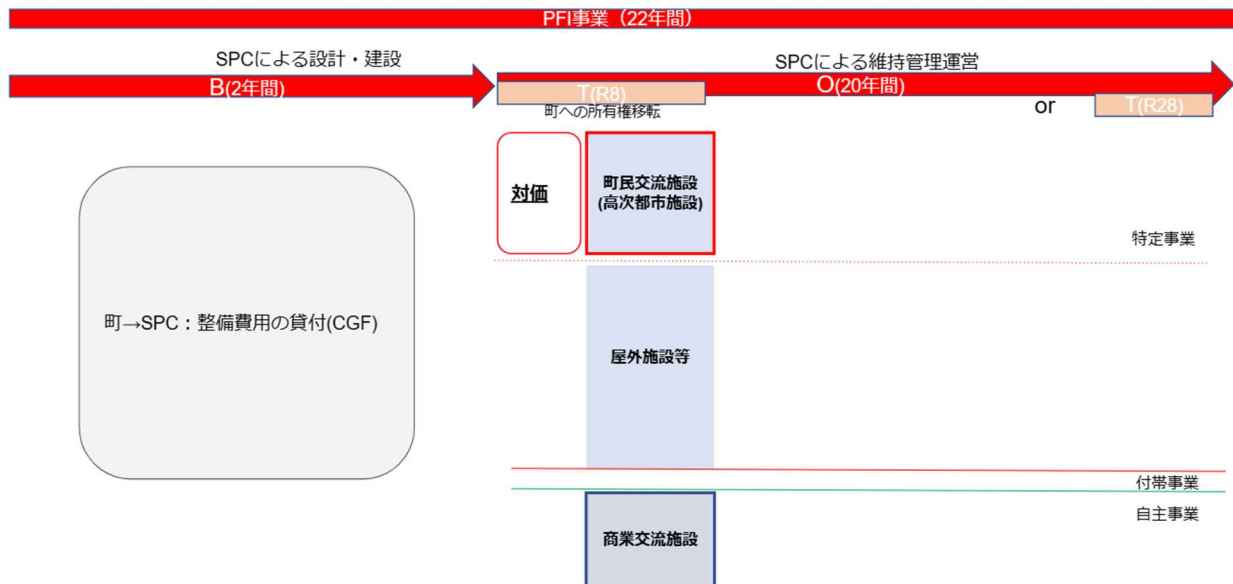 PFI事業（22年間）
SPCによる設計・建設
SPCによる維持管理運営
B(2年間)
T(R8)
O(20年間)
町への所有権移転
or
T(R28)
対価
町民交流施設
(高次都市施設)
特定事業
町→SPC：整備費用の貸付(CGF)
屋外施設等
付帯事業
自主事業
商業交流施設